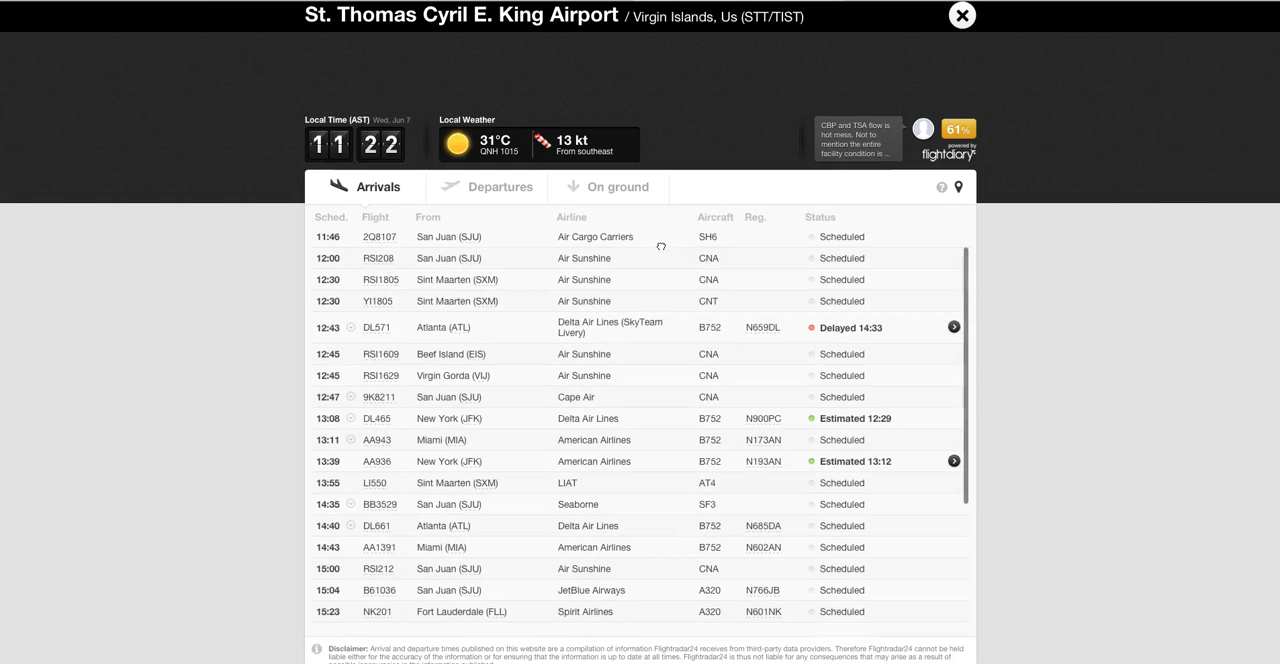 St. Thomas Cyril E. King Airport / Virgin Islands, Us (STT/TIST)
Local Time (AST) Wed, Jun 7
11 22
Local Weather
31°C 13 kt
QNH 1015 From southeast
CBP and TSA flow is
hot mess. Not to
mention the entire
facility condition is ...
61%
powered by
flightdiary
Arrivals Departures On ground
Sched. Flight From Airline Aircraft Reg. Status
11:46 2Q8107 San Juan (SJU) Air Cargo Carriers SH6 Scheduled
12:00 RSI208 San Juan (SJU) Air Sunshine CNA Scheduled
12:30 RSI1805 Sint Maarten (SXM) Air Sunshine CNA Scheduled
12:30 YI1805 Sint Maarten (SXM) Air Sunshine CNT Scheduled
12:43 DL571 Atlanta (ATL) Delta Air Lines (SkyTeam Livery) B752 N659DL Delayed 14:33
12:45 RSI1609 Beef Island (EIS) Air Sunshine CNA Scheduled
12:45 RSI1629 Virgin Gorda (VIJ) Air Sunshine CNA Scheduled
12:47 9K8211 San Juan (SJU) Cape Air CNA Scheduled
13:08 DL465 New York (JFK) Delta Air Lines B752 N900PC Estimated 12:29
13:11 AA943 Miami (MIA) American Airlines B752 N173AN Scheduled
13:39 AA936 New York (JFK) American Airlines B752 N193AN Estimated 13:12
13:55 LI550 Sint Maarten (SXM) LIAT AT4 Scheduled
14:35 BB3529 San Juan (SJU) Seaborne SF3 Scheduled
14:40 DL661 Atlanta (ATL) Delta Air Lines B752 N685DA Scheduled
14:43 AA1391 Miami (MIA) American Airlines B752 N602AN Scheduled
15:00 RSI212 San Juan (SJU) Air Sunshine CNA Scheduled
15:04 B61036 San Juan (SJU) JetBlue Airways A320 N766JB Scheduled
15:23 NK201 Fort Lauderdale (FLL) Spirit Airlines A320 N601NK Scheduled
Disclaimer: Arrival and departure times published on this website are a compilation of information Flightradar24 receives from third-party data providers. Therefore Flightradar24 cannot be held
liable either for the accuracy of the information or for ensuring that the information is up to date at all times. Flightradar24 is thus not liable for any consequences that may arise as a result of